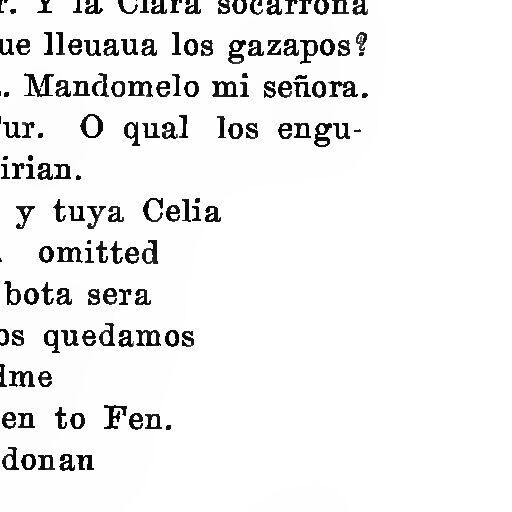 r. Y la Clara socarrona
ue lleuaua los gazapos?
. Mandomelo mi señora.
ur. O qual los engu-
irian.
y tuya Celia
omitted
bota sera
os quedamos
dme
en to Fen.
donan